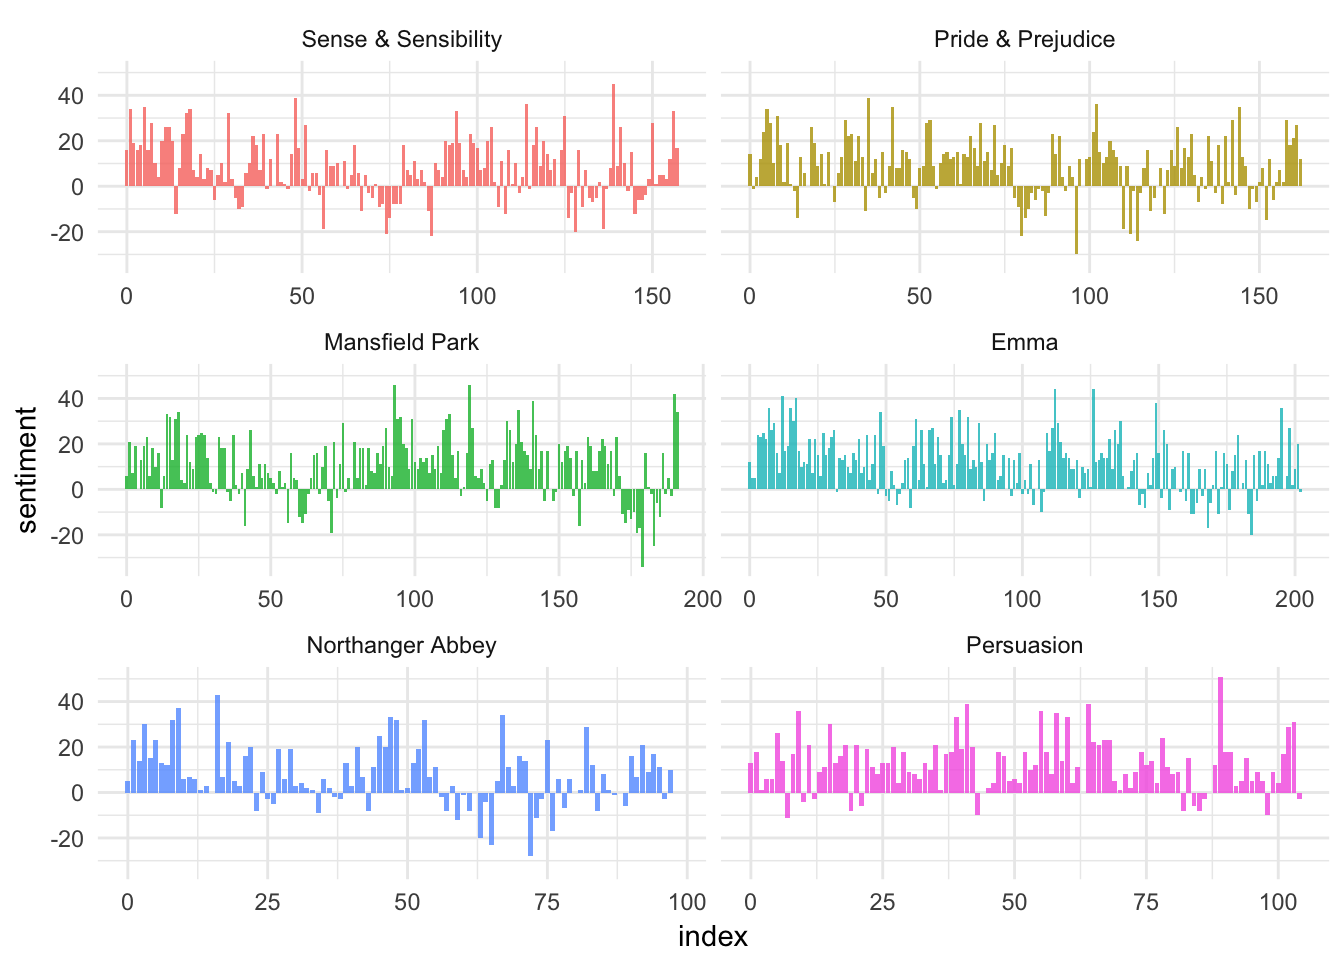 Sense & Sensibility
Pride & Prejudice
40
20
0
-20
0 50 100 150
0 50 100 150
Mansfield Park
Emma
40
20
0
-20
0 50 100 150 200
0 50 100 150 200
sentiment
Northanger Abbey
Persuasion
40
20
0
-20
0 25 50 75 100
0 25 50 75 100
index